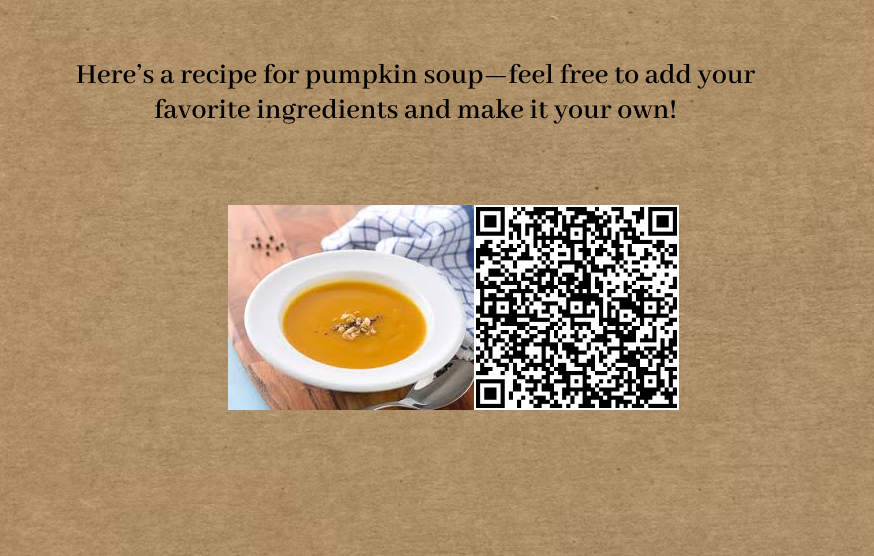 Here’s a recipe for pumpkin soup—feel free to add your
favorite ingredients and make it your own!